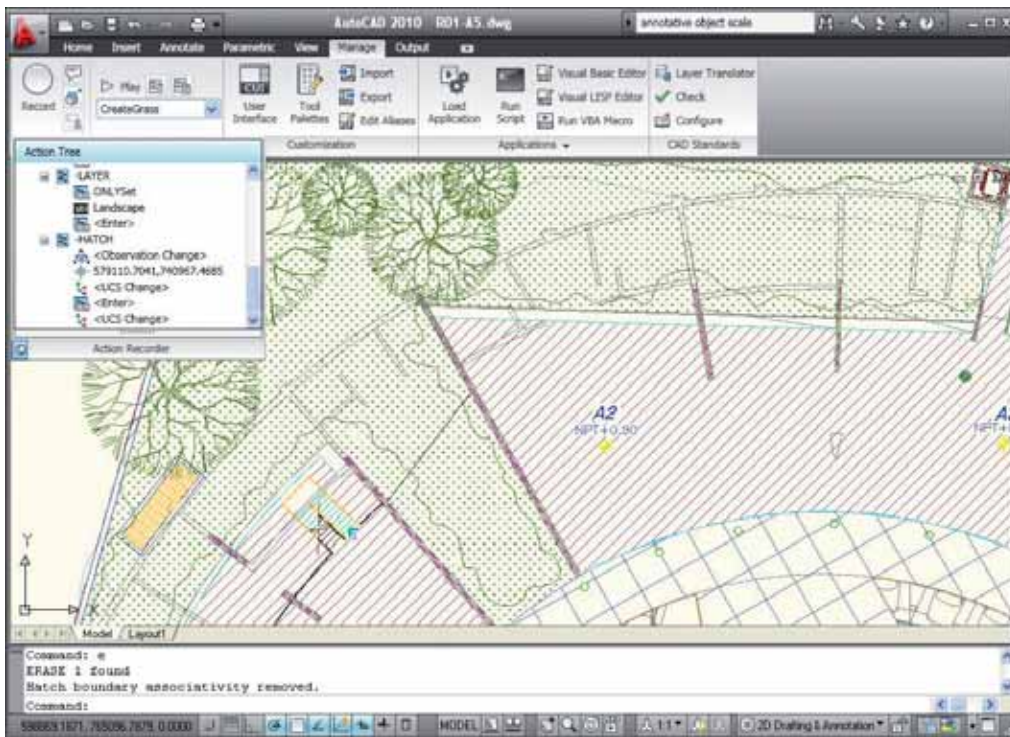 AutoCAD 2010 RD1-A5.dwg
annotative object scale
Home Insert Annotate Parametric View Manage Output
Record
Play
CreateGrass
CUI
User Interface
Tool Palettes
Import
Export
Edit Aliases
Load Application
Run Script
Visual Basic Editor
Visual LISP Editor
Run VBA Macro
Layer Translator
Check
Configure
Customization
Applications
CAD Standards
Action Tree
-LAYER
ONLYSet
Landscape
<Enter>
-HATCH
<Observation Change>
579110.7041,740967.4685
<UCS Change>
<Enter>
<UCS Change>
Action Recorder
A2
NPT+0.90
Y
X
Model Layout1
Command: e
ERASE 1 found
Hatch boundary associativity removed.
Command:
MODEL
1:1
2D Drafting & Annotation